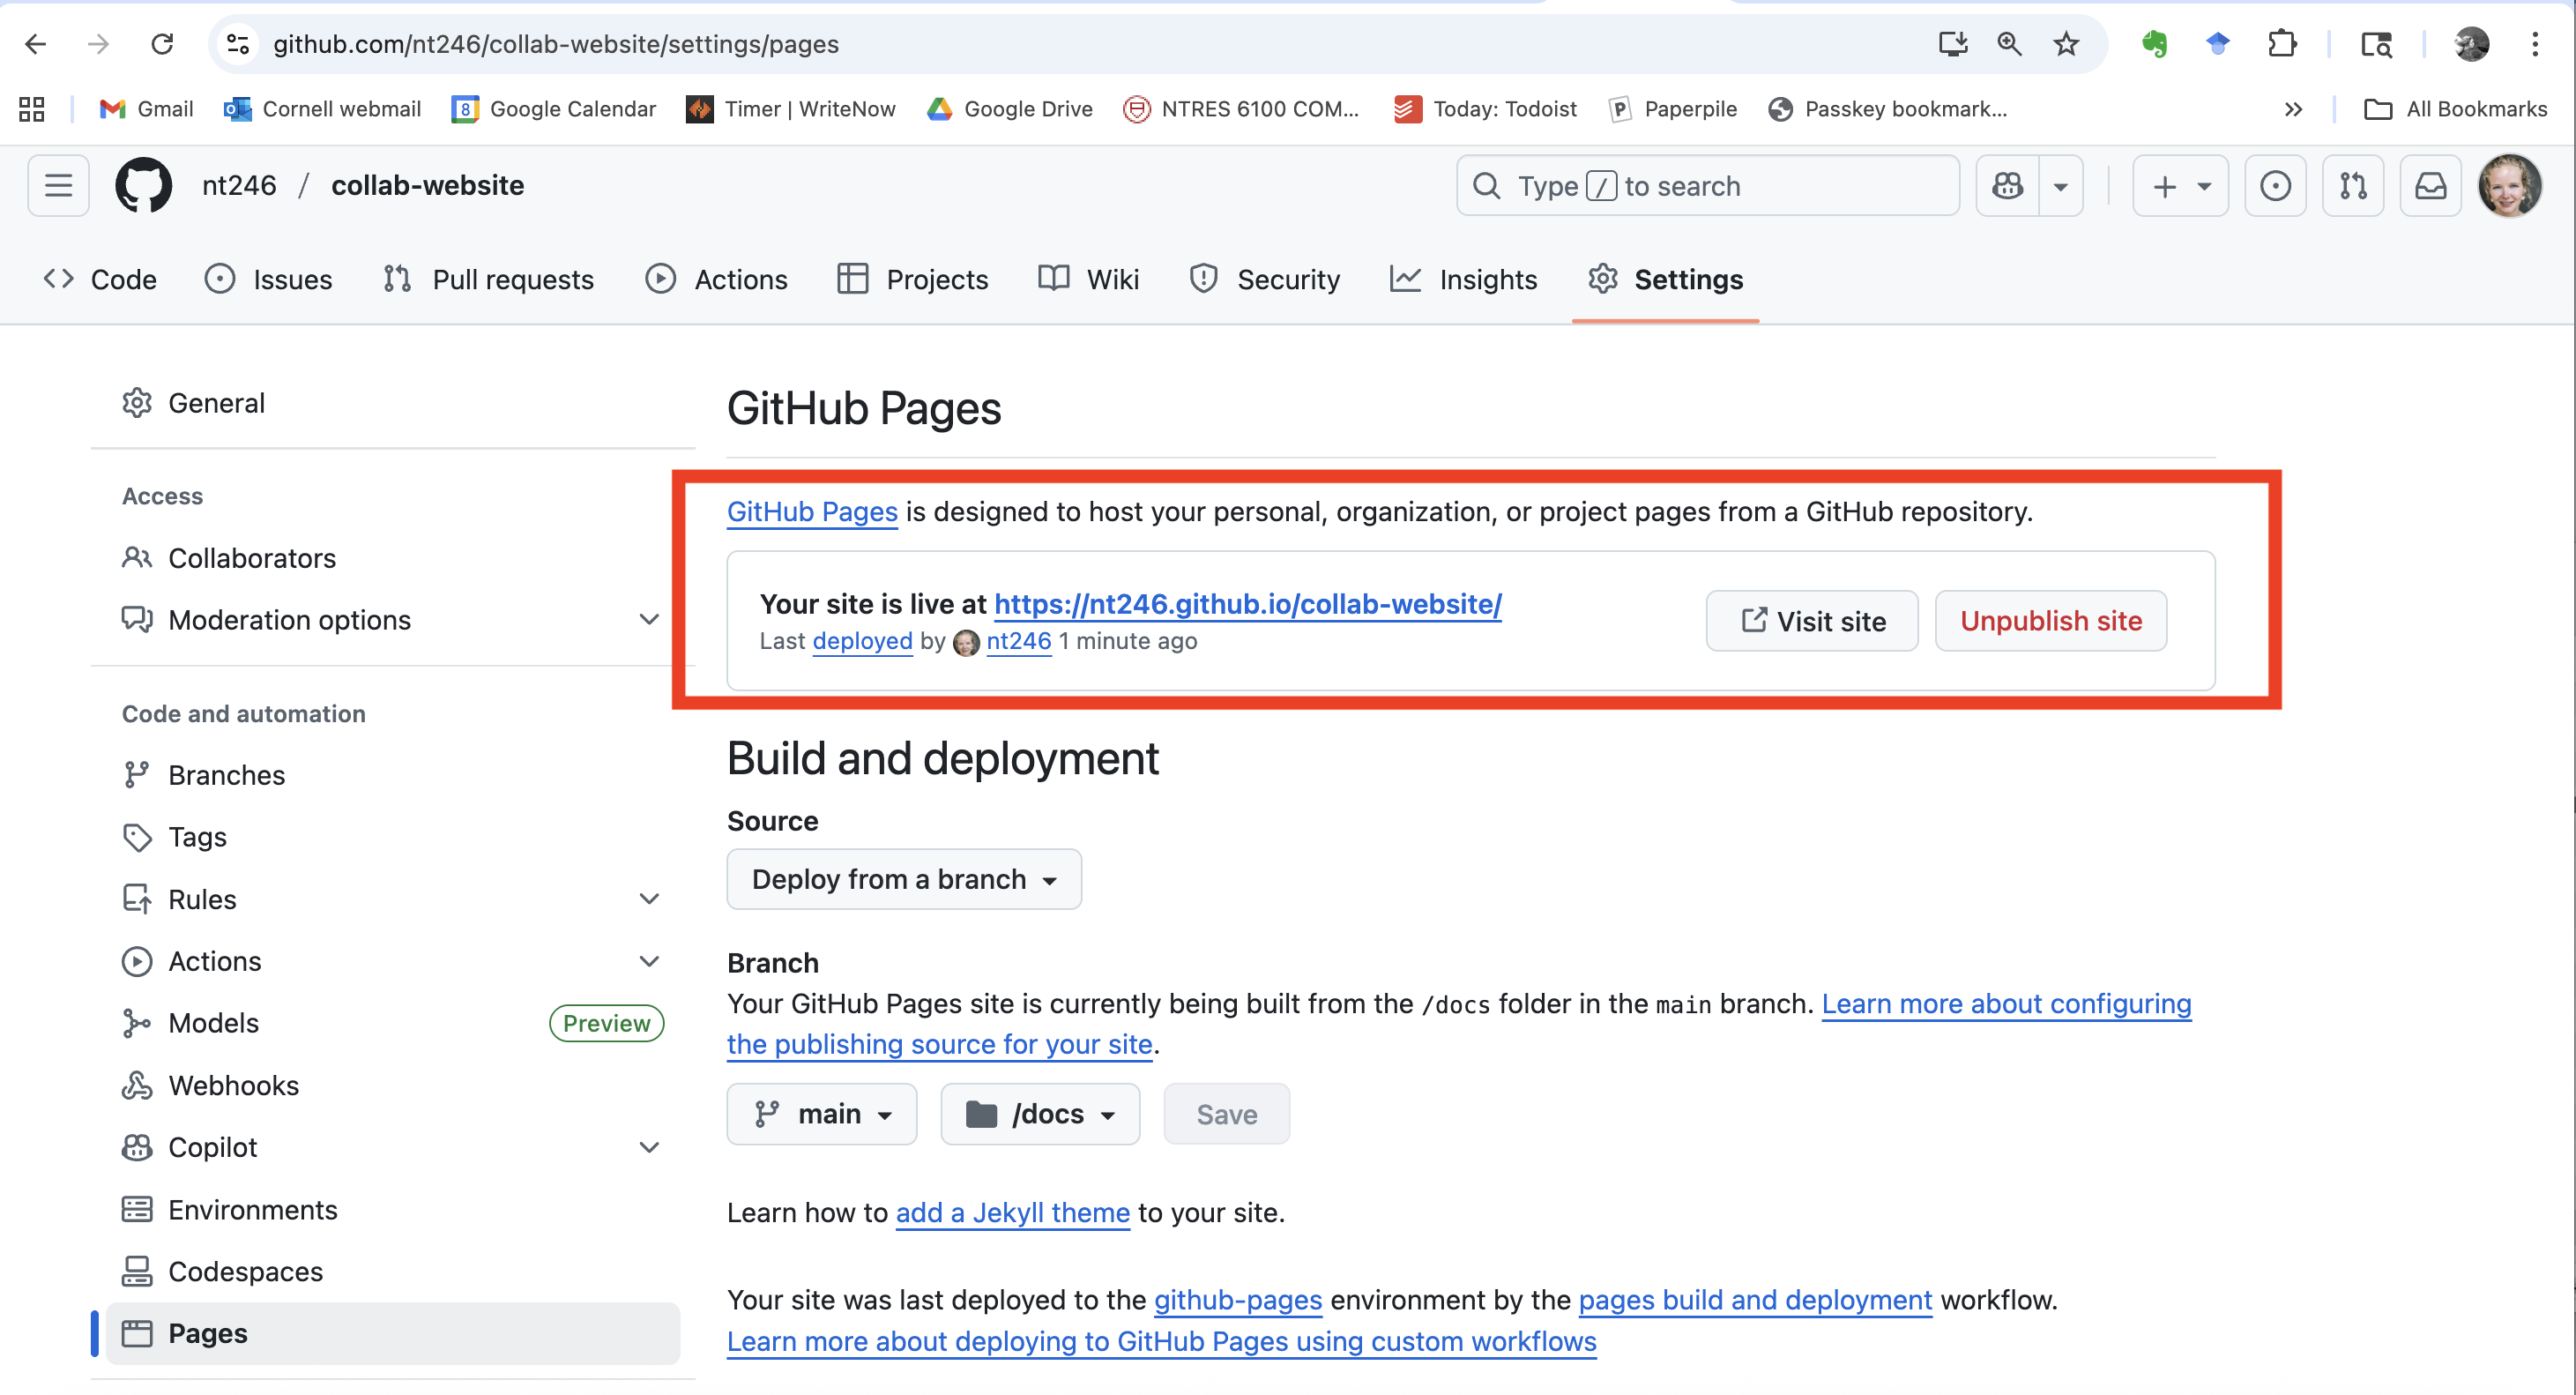 github.com/nt246/collab-website/settings/pages
Gmail
Cornell webmail
8
Google Calendar
Timer | WriteNow
Google Drive
NTRES 6100 COM...
Today: Todoist
P
Paperpile
Passkey bookmark...
All Bookmarks
nt246 / collab-website
Type / to search
Code
Issues
Pull requests
Actions
Projects
Wiki
Security
Insights
Settings
General
Access
Collaborators
Moderation options
Code and automation
Branches
Tags
Rules
Actions
Models Preview
Webhooks
Copilot
Environments
Codespaces
Pages
GitHub Pages
GitHub Pages is designed to host your personal, organization, or project pages from a GitHub repository.
Your site is live at https://nt246.github.io/collab-website/
Last deployed by nt246 1 minute ago
Visit site
Unpublish site
Build and deployment
Source
Deploy from a branch
Branch
Your GitHub Pages site is currently being built from the /docs folder in the main branch. Learn more about configuring
the publishing source for your site.
main
/docs
Save
Learn how to add a Jekyll theme to your site.
Your site was last deployed to the github-pages environment by the pages build and deployment workflow.
Learn more about deploying to GitHub Pages using custom workflows